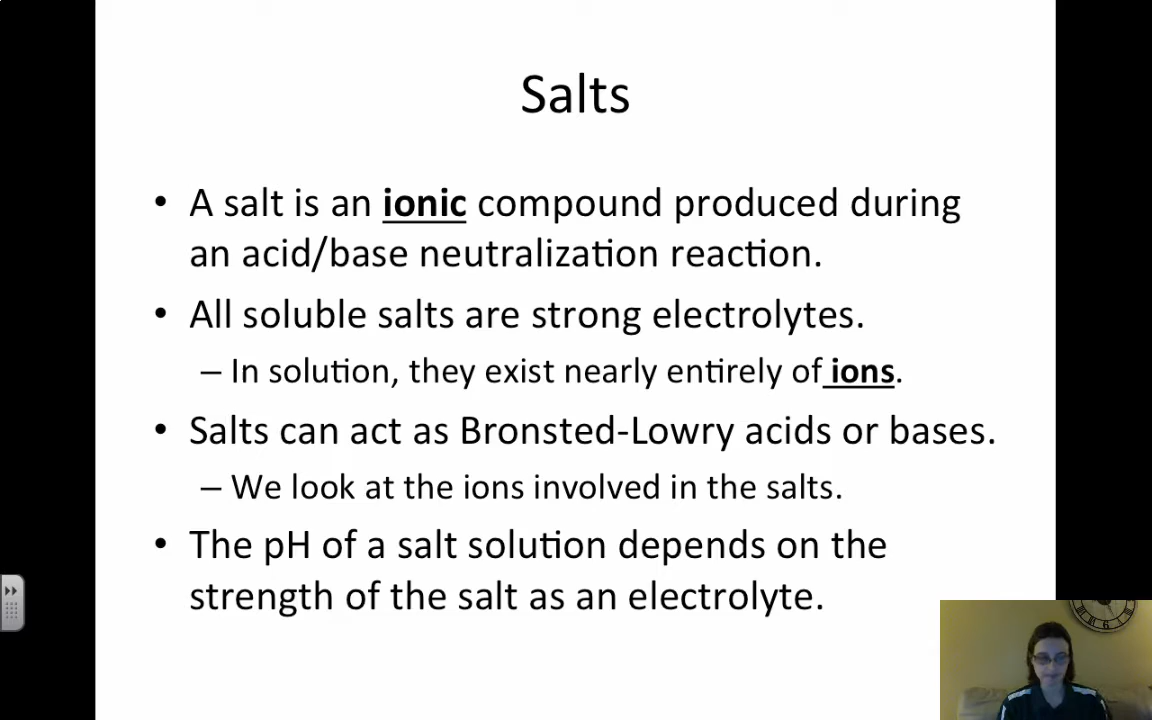 Salts
• A salt is an ionic compound produced during
an acid/base neutralization reaction.
• All soluble salts are strong electrolytes.
– In solution, they exist nearly entirely of ions.
• Salts can act as Bronsted-Lowry acids or bases.
– We look at the ions involved in the salts.
• The pH of a salt solution depends on the
strength of the salt as an electrolyte.